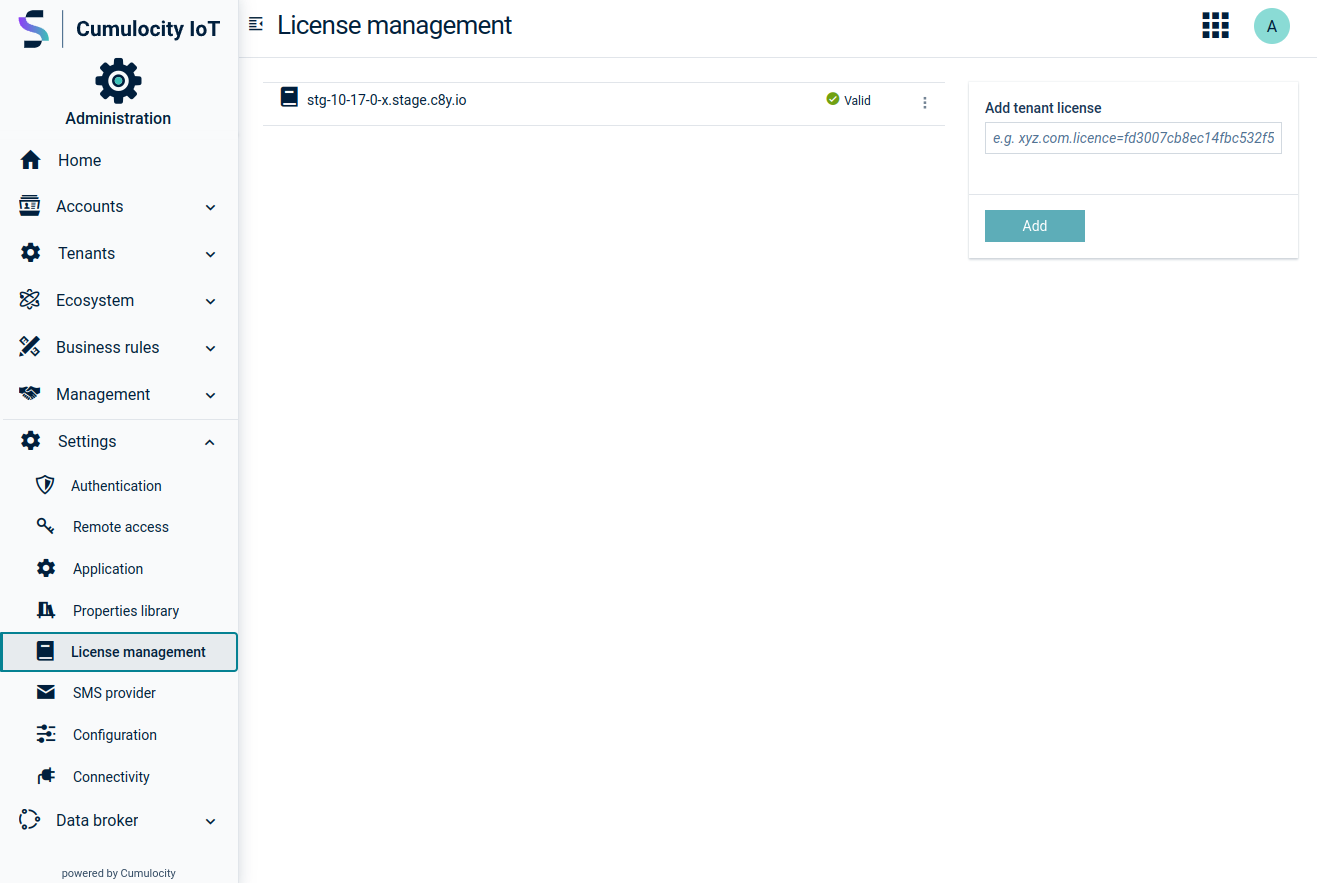 Cumulocity IoT
Administration
Home
Accounts
Tenants
Ecosystem
Business rules
Management
Settings
Authentication
Remote access
Application
Properties library
License management
SMS provider
Configuration
Connectivity
Data broker
powered by Cumulocity
License management
A
stg-10-17-0-x.stage.c8y.io
Valid
Add tenant license
e.g. xyz.com.licence=fd3007cb8ec14fbc532f5
Add